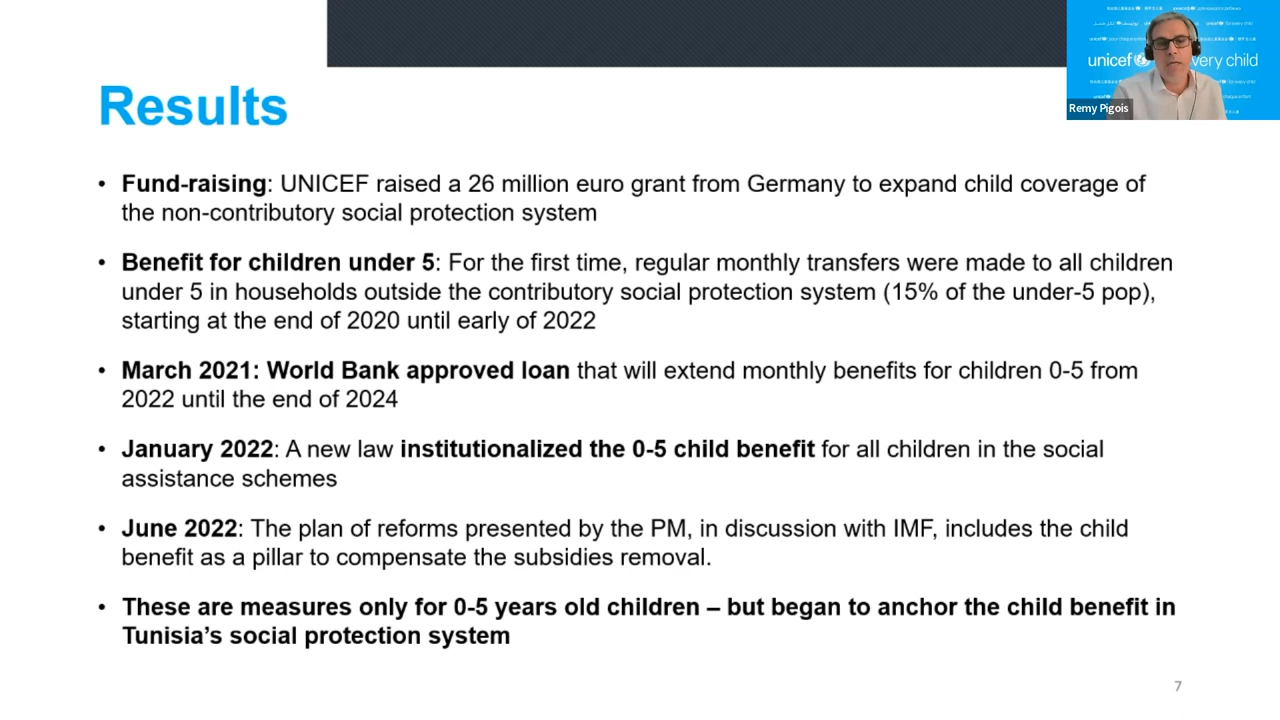 Results
• Fund-raising: UNICEF raised a 26 million euro grant from Germany to expand child coverage of
the non-contributory social protection system
• Benefit for children under 5: For the first time, regular monthly transfers were made to all children
under 5 in households outside the contributory social protection system (15% of the under-5 pop),
starting at the end of 2020 until early of 2022
• March 2021: World Bank approved loan that will extend monthly benefits for children 0-5 from
2022 until the end of 2024
• January 2022: A new law institutionalized the 0-5 child benefit for all children in the social
assistance schemes
• June 2022: The plan of reforms presented by the PM, in discussion with IMF, includes the child
benefit as a pillar to compensate the subsidies removal.
• These are measures only for 0-5 years old children – but began to anchor the child benefit in
Tunisia’s social protection system
7
unicef very child
Remy Pigois